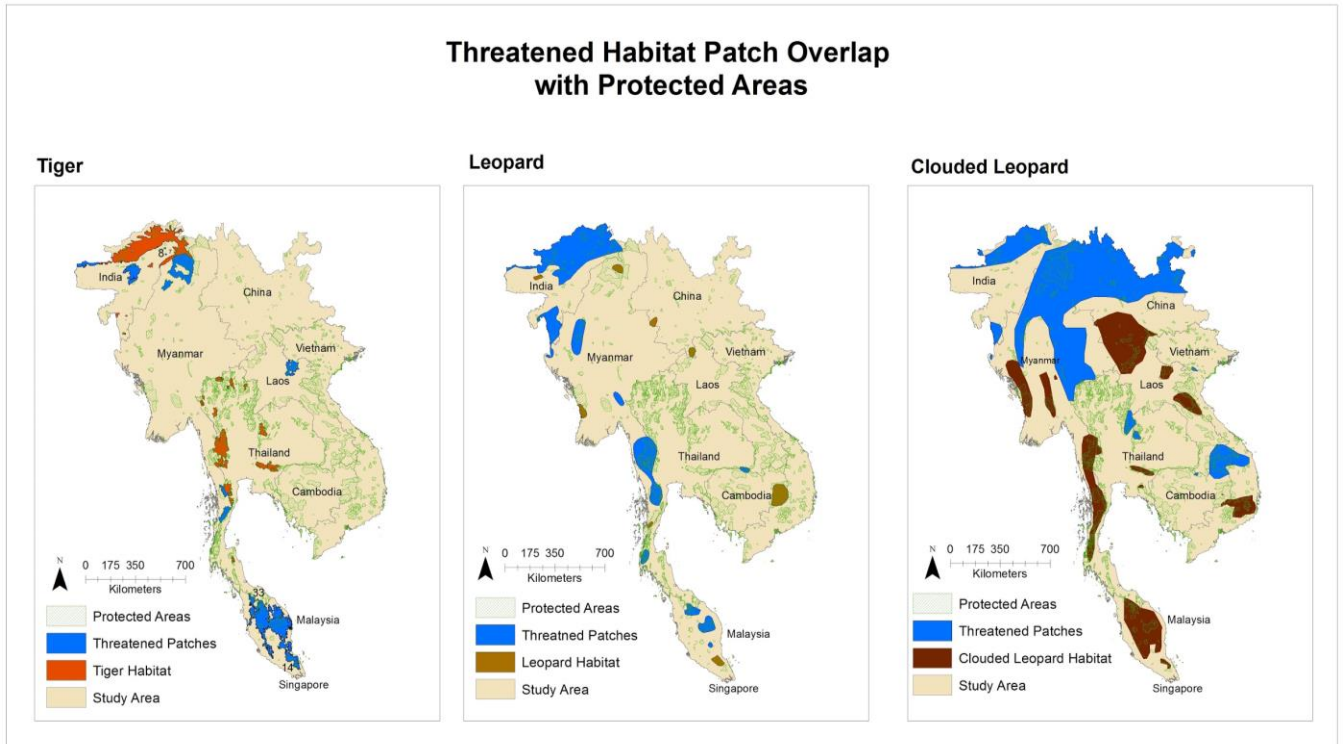 Threatened Habitat Patch Overlap
with Protected Areas
Tiger
8
India
China
Myanmar
Vietnam
Laos
Thailand
Cambodia
N
0 175 350 700
Kilometers
33
Malaysia
14
Singapore
Protected Areas
Threatened Patches
Tiger Habitat
Study Area
Leopard
India
China
Myanmar
Vietnam
Laos
Thailand
Cambodia
N
0 175 350 700
Kilometers
Malaysia
Singapore
Protected Areas
Threatned Patches
Leopard Habitat
Study Area
Clouded Leopard
India
China
Myanmar
Vietnam
Laos
Thailand
Cambodia
N
0 175 350 700
Kilometers
Malaysia
Singapore
Protected Areas
Threatened Patches
Clouded Leopard Habitat
Study Area